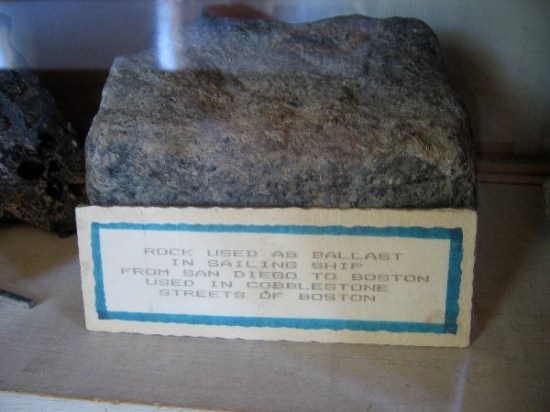 ROCK USED AS BALLAST
IN SAILING SHIP
FROM SAN DIEGO TO BOSTON
USED IN COBBLESTONE
STREETS OF BOSTON